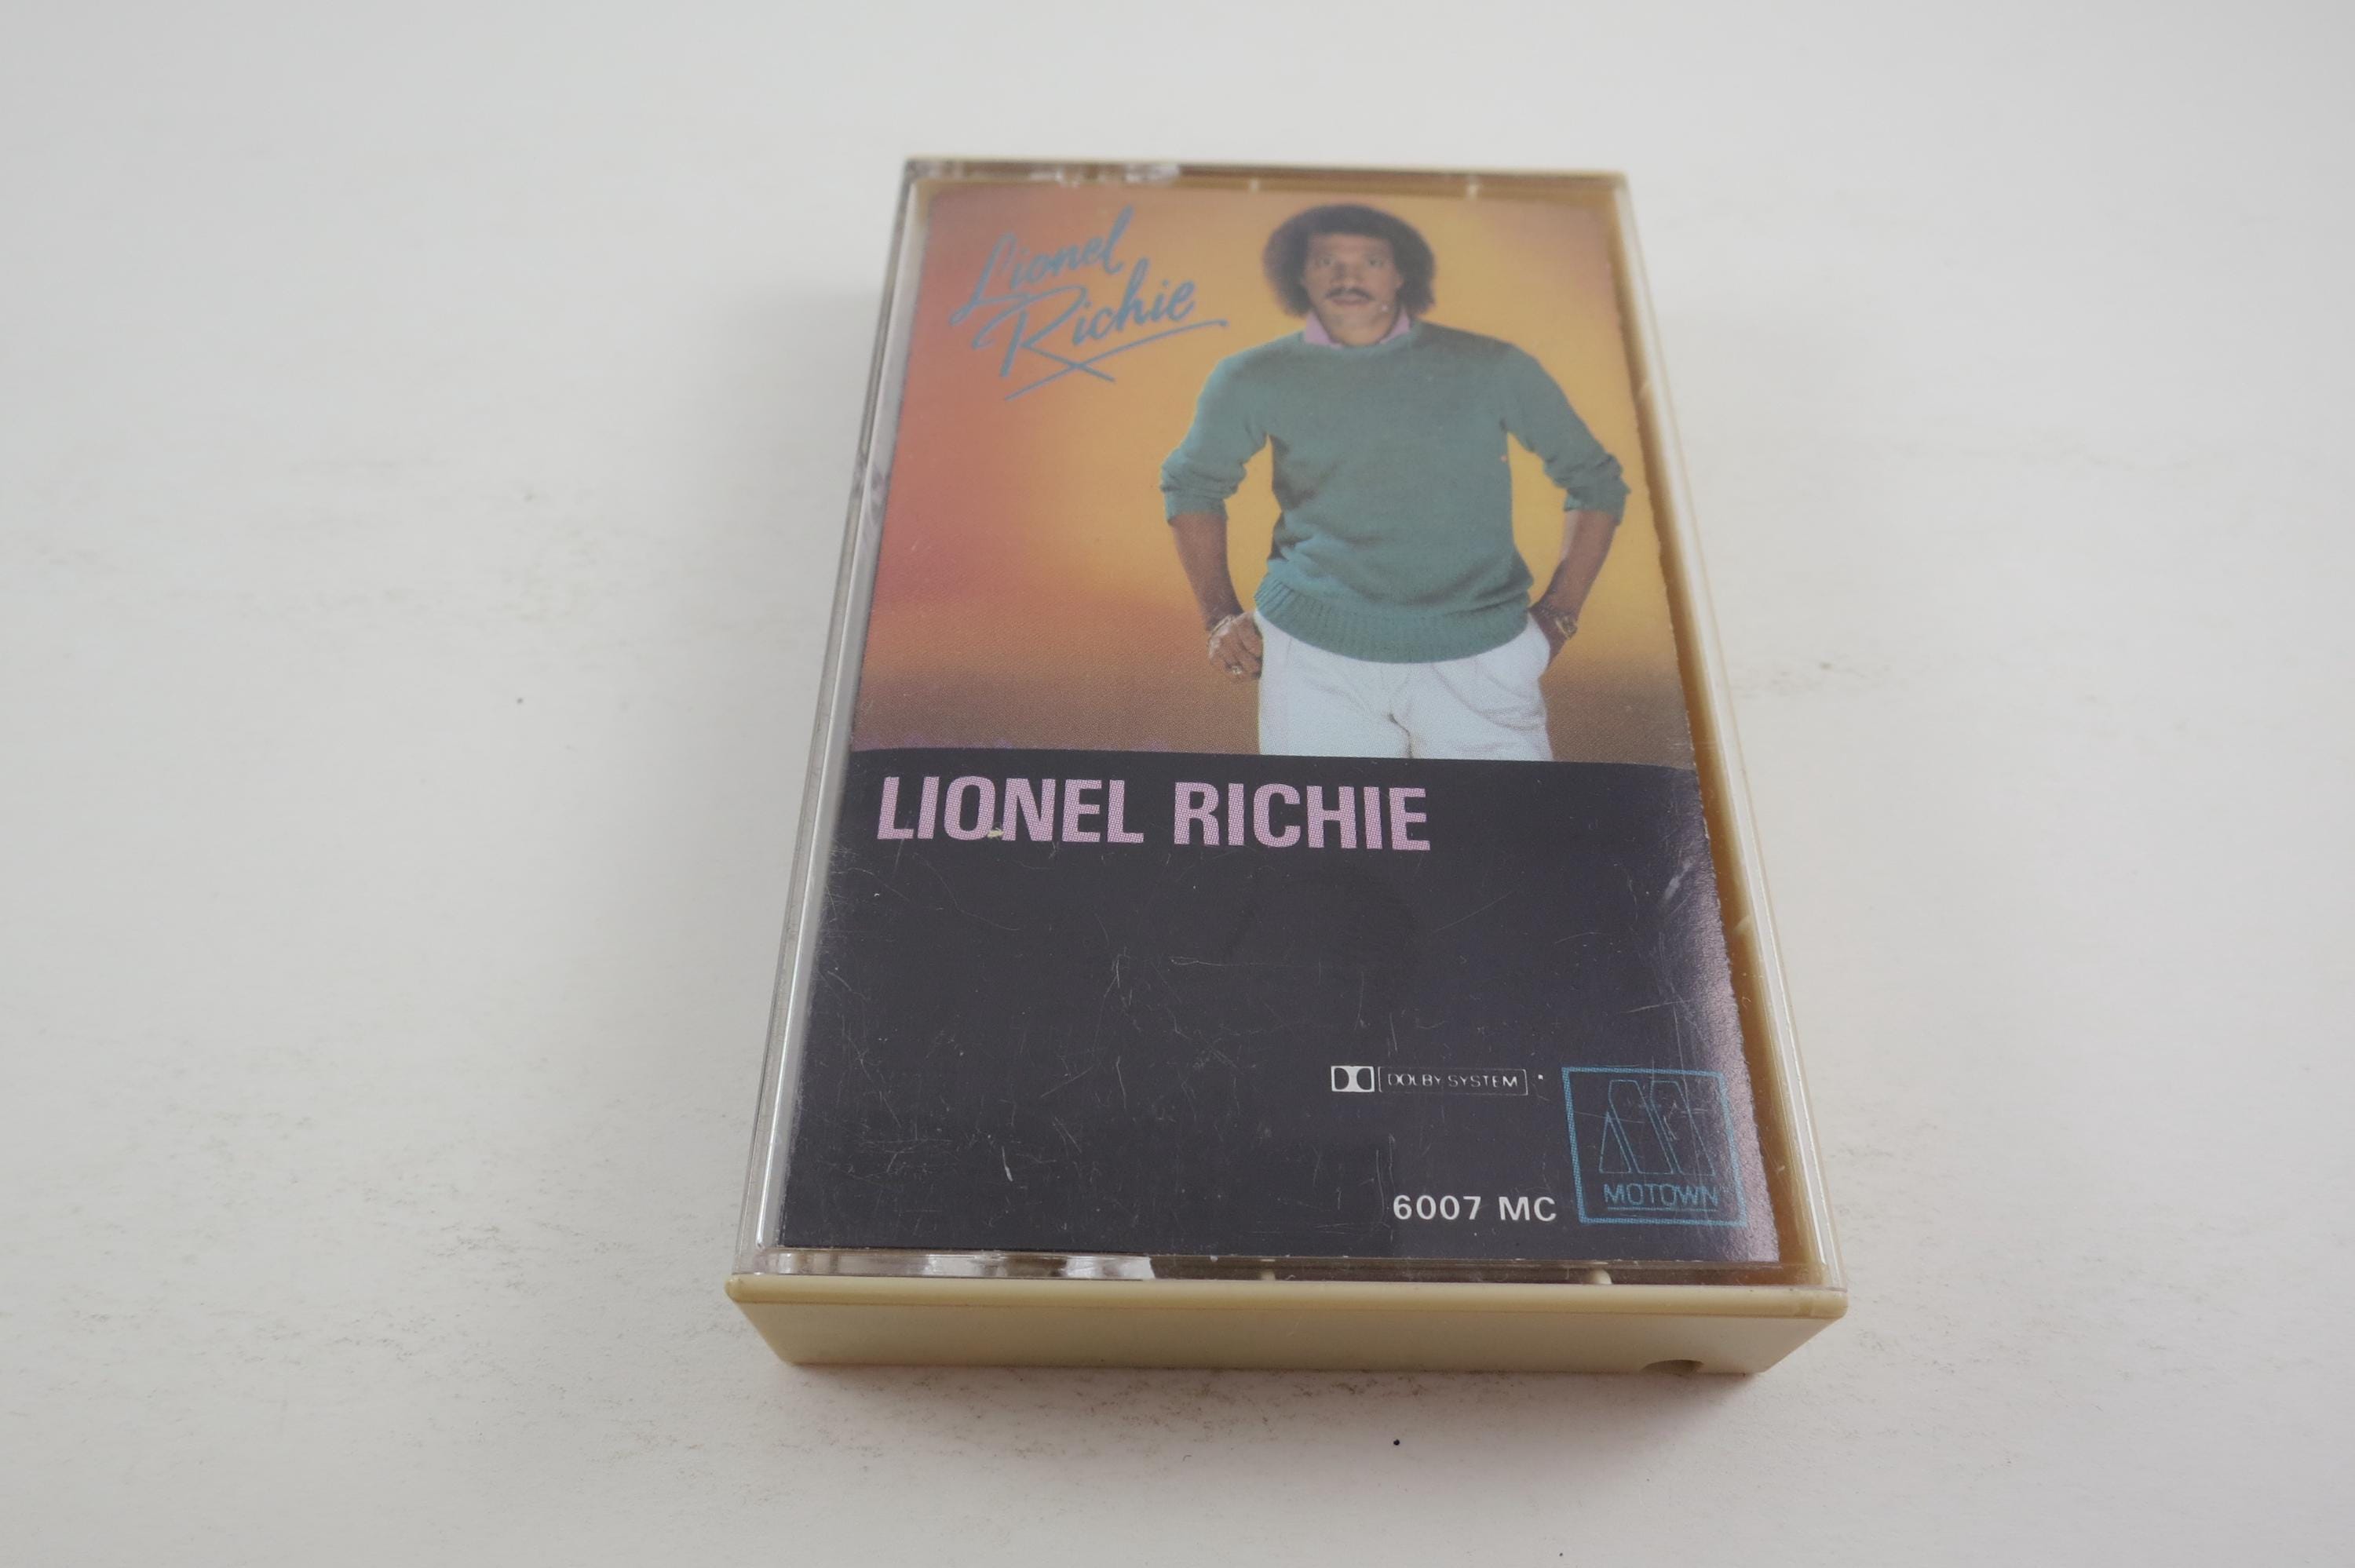 Lionel
Richie
LIONEL RICHIE
DOLBY SYSTEM
6007 MC
MOTOWN